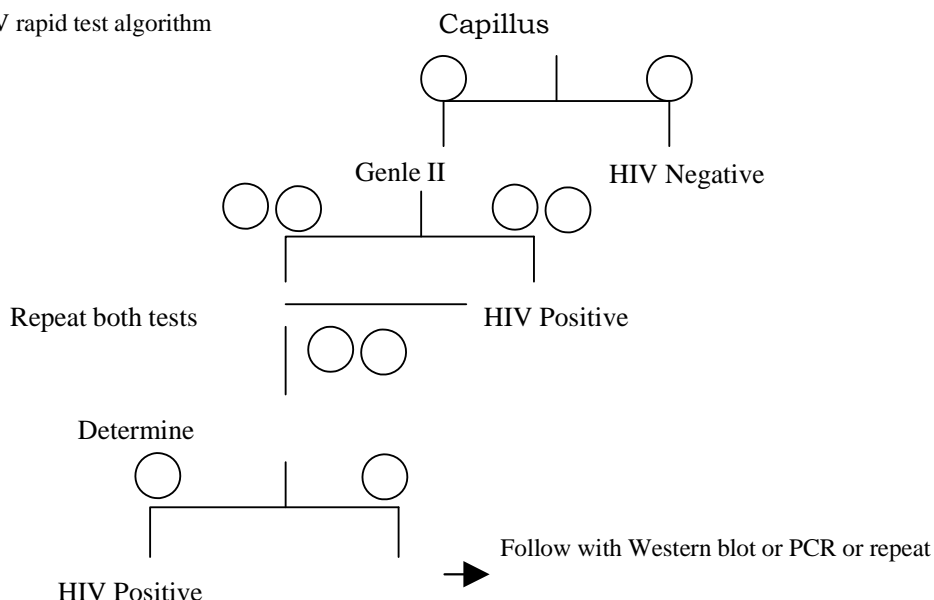 rapid test algorithm
Capillus
Genle II
HIV Negative
Repeat both tests
HIV Positive
Determine
Follow with Western blot or PCR or repeat
HIV Positive